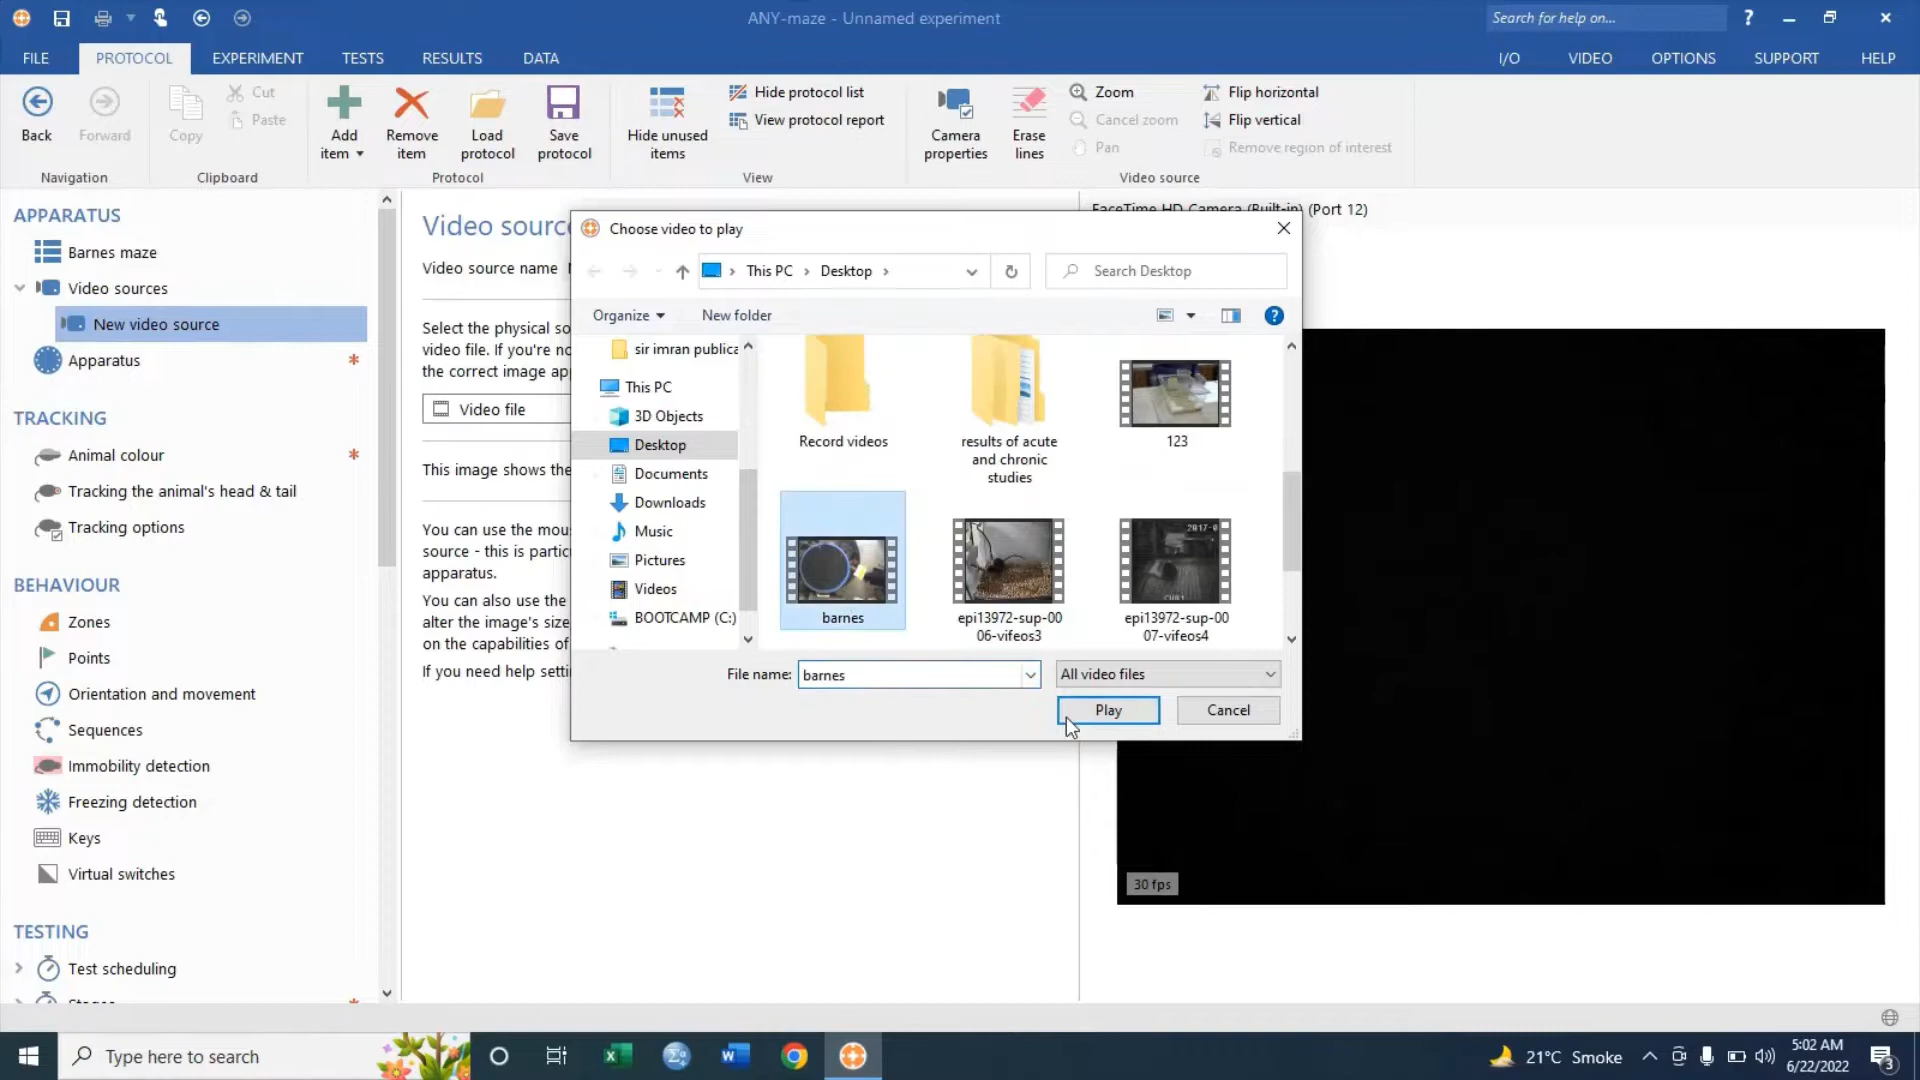 ANY-maze - Unnamed experiment
Search for help on...
?
FILE
PROTOCOL
EXPERIMENT
TESTS
RESULTS
DATA
I/O
VIDEO
OPTIONS
SUPPORT
HELP
Back
Forward
Navigation
Copy
Cut
Paste
Clipboard
Add
item
Remove
item
Load
protocol
Save
protocol
Protocol
Hide unused
items
Hide protocol list
View protocol report
View
Camera
properties
Erase
lines
Zoom
Cancel zoom
Pan
Flip horizontal
Flip vertical
Remove region of interest
Video source
APPARATUS
Barnes maze
Video sources
New video source
Apparatus *
TRACKING
Animal colour *
Tracking the animal's head & tail
Tracking options
BEHAVIOUR
Zones
Points
Orientation and movement
Sequences
Immobility detection
Freezing detection
Keys
Virtual switches
TESTING
Test scheduling
Video source
Video source name
Select the physical so
video file. If you're no
the correct image ap
Video file
This image shows the
You can use the mous
source - this is partic
apparatus.
You can also use the
alter the image's size
on the capabilities of
If you need help setti
FaceTime HD Camera (Built-in) (Port 12)
30 fps
Choose video to play
This PC
Desktop
Search Desktop
Organize
New folder
?
sir imran publica
This PC
3D Objects
Desktop
Documents
Downloads
Music
Pictures
Videos
BOOTCAMP (C:)
Record videos
results of acute
and chronic
studies
123
barnes
epi13972-sup-00
06-vifeos3
2017-0
epi13972-sup-00
07-vifeos4
File name:
barnes
All video files
Play
Cancel
Type here to search
21°C Smoke
5:02 AM
6/22/2022
3